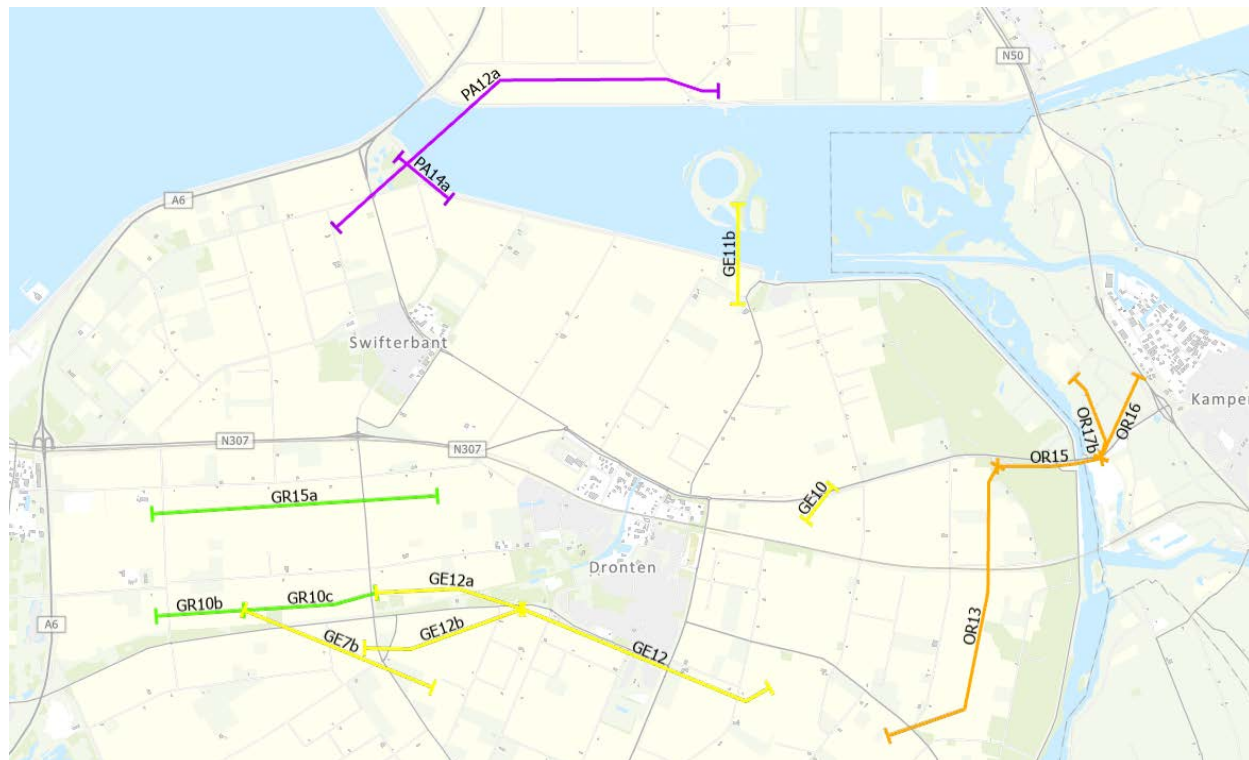 N50
PA12a
PA14a
A6
GE11b
Swifterbant
Kampen
OR17b
OR16
N307
N307
OR15
GR15a
GE10
Dronten
GE12a
GR10b
GR10c
A6
GE7b
GE12b
GE12
OR13